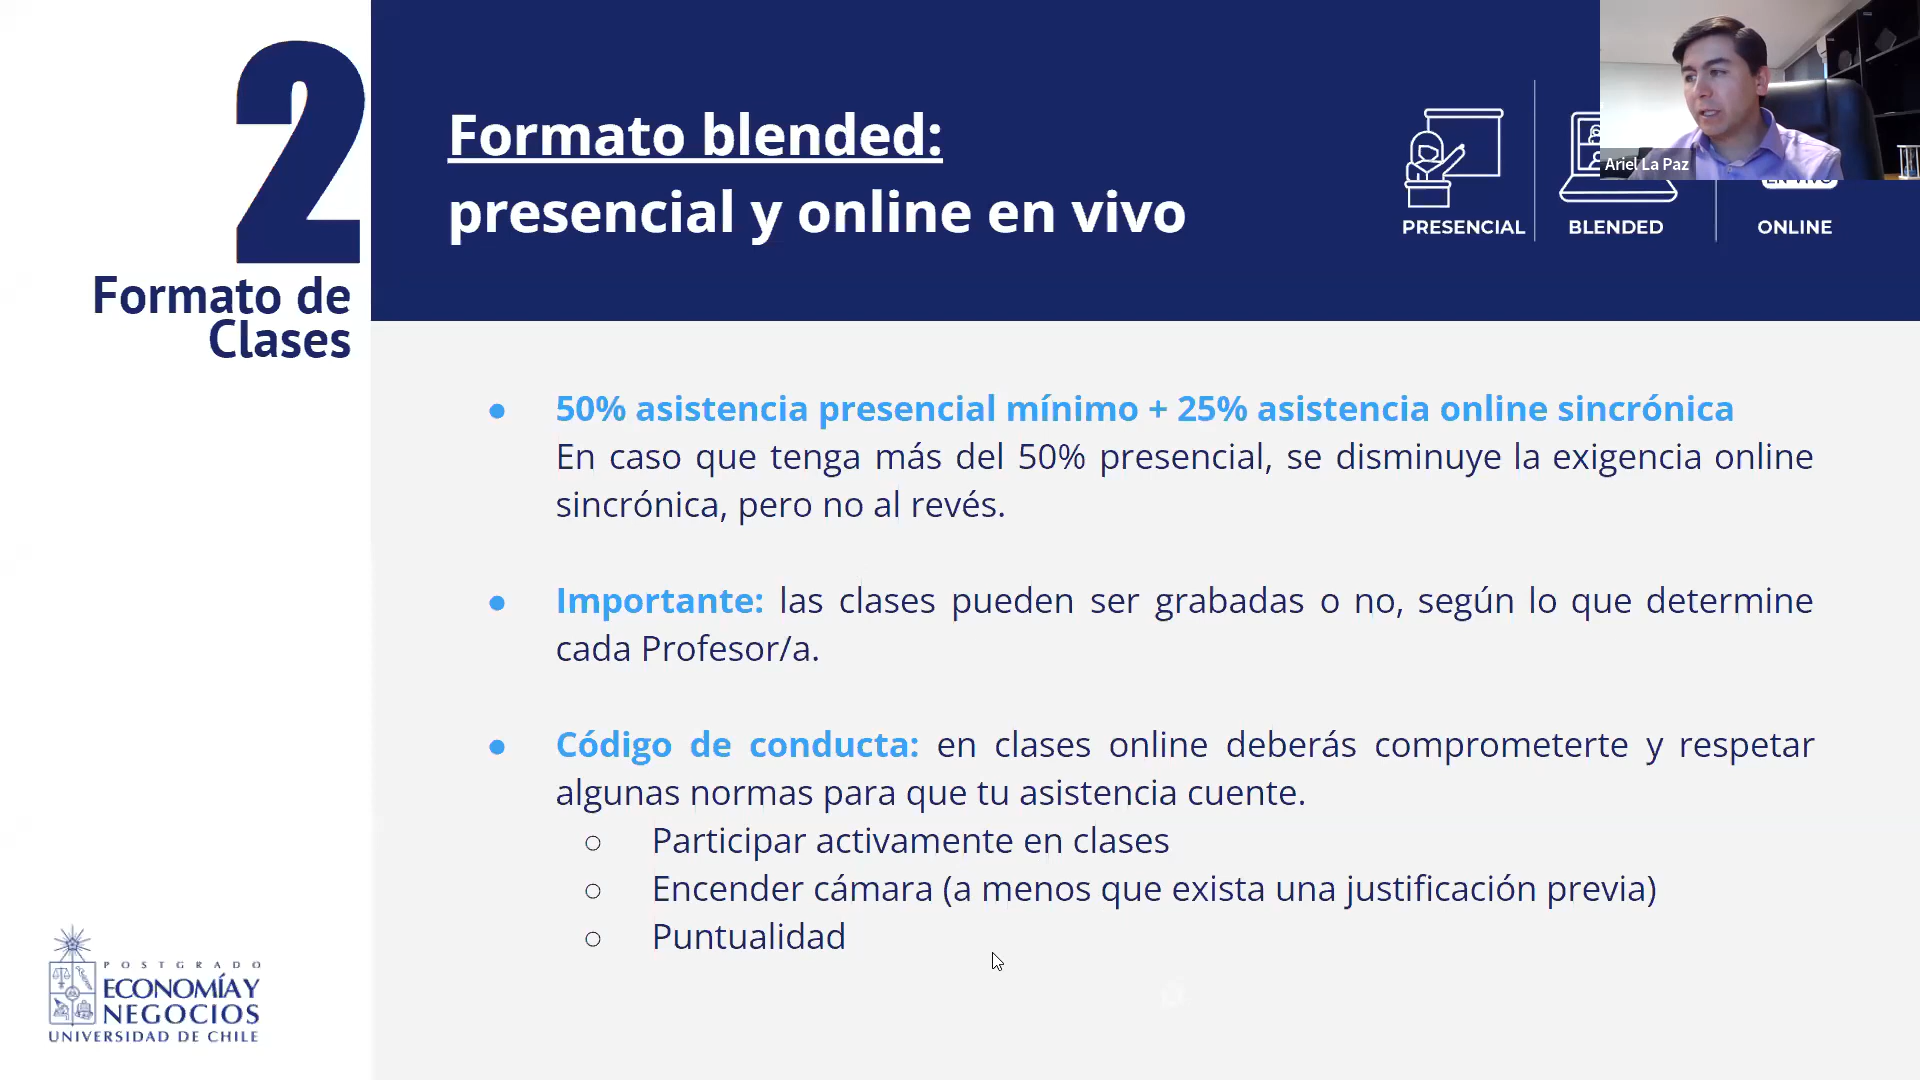 2
Formato de
Clases
Formato blended:
presencial y online en vivo
PRESENCIAL
BLENDED
ONLINE
Ariel La Paz
● 50% asistencia presencial mínimo + 25% asistencia online sincrónica
En caso que tenga más del 50% presencial, se disminuye la exigencia online
sincrónica, pero no al revés.
● Importante: las clases pueden ser grabadas o no, según lo que determine
cada Profesor/a.
● Código de conducta: en clases online deberás comprometerte y respetar
algunas normas para que tu asistencia cuente.
○ Participar activamente en clases
○ Encender cámara (a menos que exista una justificación previa)
○ Puntualidad
POSTGRADO
ECONOMÍA Y
NEGOCIOS
UNIVERSIDAD DE CHILE